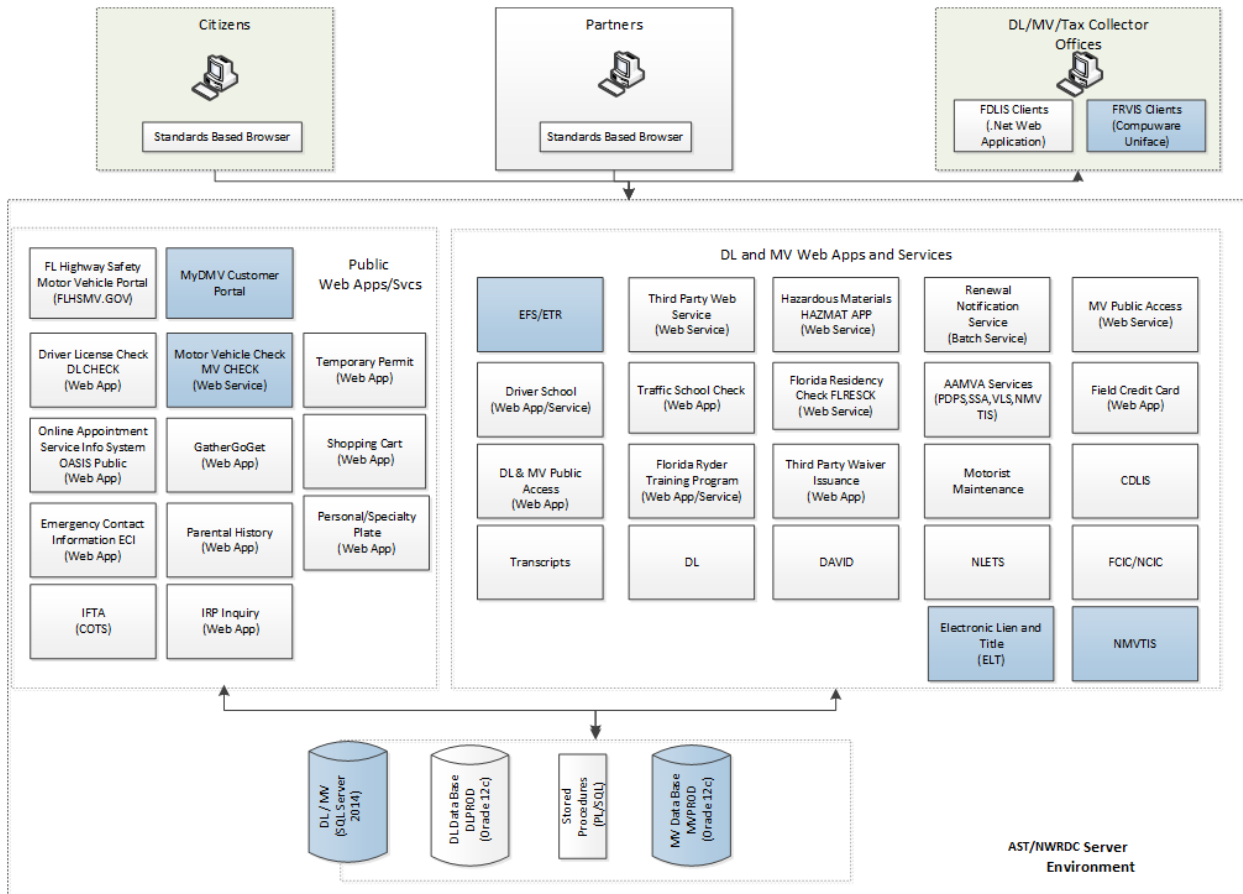 Citizens
Standards Based Browser
Partners
Standards Based Browser
DL/MV/Tax Collector
Offices
FDLIS Clients
(.Net Web
Application)
FRVIS Clients
(Compuware
Uniface)
Public
Web Apps/Svcs
FL Highway Safety
Motor Vehicle Portal
(FLHSMV.GOV)
MyDMV Customer
Portal
Driver License Check
DL CHECK
(Web App)
Motor Vehicle Check
MV CHECK
(Web Service)
Temporary Permit
(Web App)
Online Appointment
Service Info System
OASIS Public
(Web App)
GatherGoGet
(Web App)
Shopping Cart
(Web App)
Emergency Contact
Information ECI
(Web App)
Parental History
(Web App)
Personal/Specialty
Plate
(Web App)
IFTA
(COTS)
IRP Inquiry
(Web App)
DL and MV Web Apps and Services
EFS/ETR
Third Party Web
Service
(Web Service)
Hazardous Materials
HAZMAT APP
(Web Service)
Renewal
Notification
Service
(Batch Service)
MV Public Access
(Web Service)
Driver School
(Web App/Service)
Traffic School Check
(Web App)
Florida Residency
Check FLRESCK
(Web Service)
AAMVA Services
(PDPS,SSA,VLS,NMV
TIS)
Field Credit Card
(Web App)
DL & MV Public
Access
(Web App)
Florida Ryder
Training Program
(Web App/Service)
Third Party Waiver
Issuance
(Web App)
Motorist
Maintenance
CDLIS
Transcripts
DL
DAVID
NLETS
FCIC/NCIC
Electronic Lien and
Title
(ELT)
NMVTIS
DL / MV
(SQL Server
2014)
DL Data Base
DLPROD
(Oracle 12c)
Stored
Procedures
(PL/SQL)
MV Data Base
MVPROD
(Oracle 12c)
AST/NWRDC Server
Environment